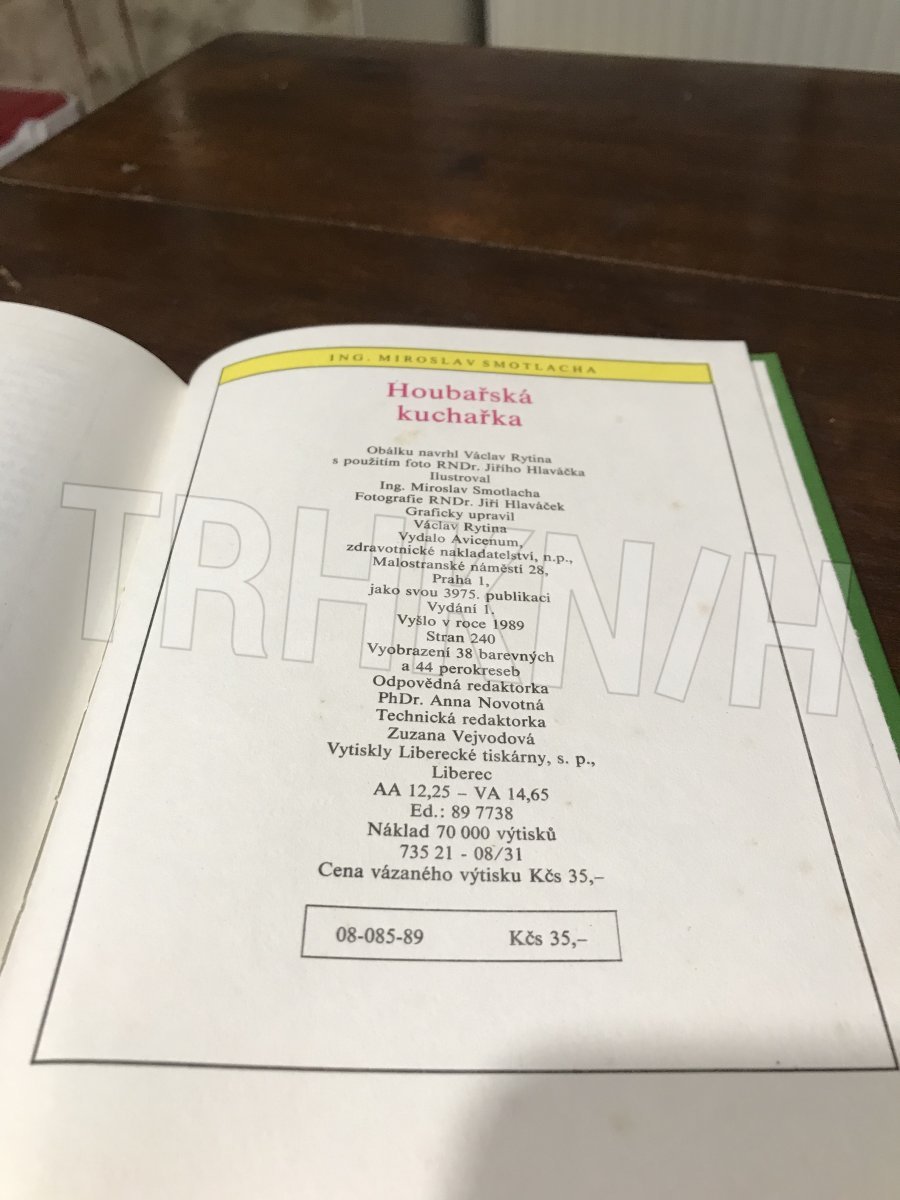 ING. MIROSLAV SMOTLACHA
Houbařská
kuchařka
Obálku navrhl Václav Rytina
s použitím foto RNDr. Jiřího Hlaváčka
Ilustroval
Ing. Miroslav Smotlacha
Fotografie RNDr. Jiří Hlaváček
Graficky upravil
Václav Rytina
Vydalo Avicenum,
zdravotnické nakladatelství, n.p.,
Malostranské náměstí 28,
Praha 1,
jako svou 3975. publikaci
Vydání 1.
Vyšlo v roce 1989
Stran 240
Vyobrazení 38 barevných
a 44 perokreseb
Odpovědná redaktorka
PhDr. Anna Novotná
Technická redaktorka
Zuzana Vejvodová
Vytiskly Liberecké tiskárny, s. p.,
Liberec
AA 12,25 – VA 14,65
Ed.: 89 7738
Náklad 70 000 výtisků
735 21 - 08/31
Cena vázaného výtisku Kčs 35,–
08-085-89 Kčs 35,–
TRHKN/H